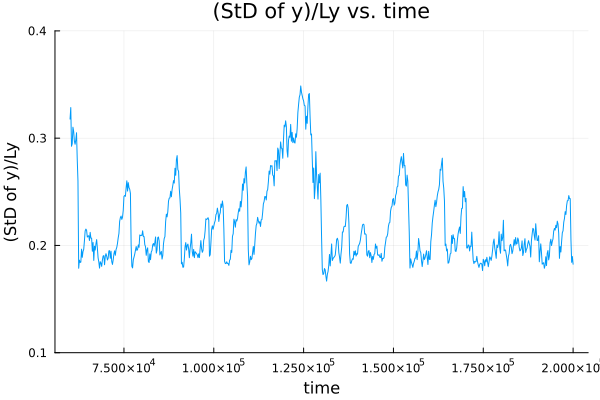 (StD of y)/Ly vs. time
(StD of y)/Ly
0.4
0.3
0.2
0.1
7.500×10⁴ 1.000×10⁵ 1.250×10⁵ 1.500×10⁵ 1.750×10⁵ 2.000×10⁵
time